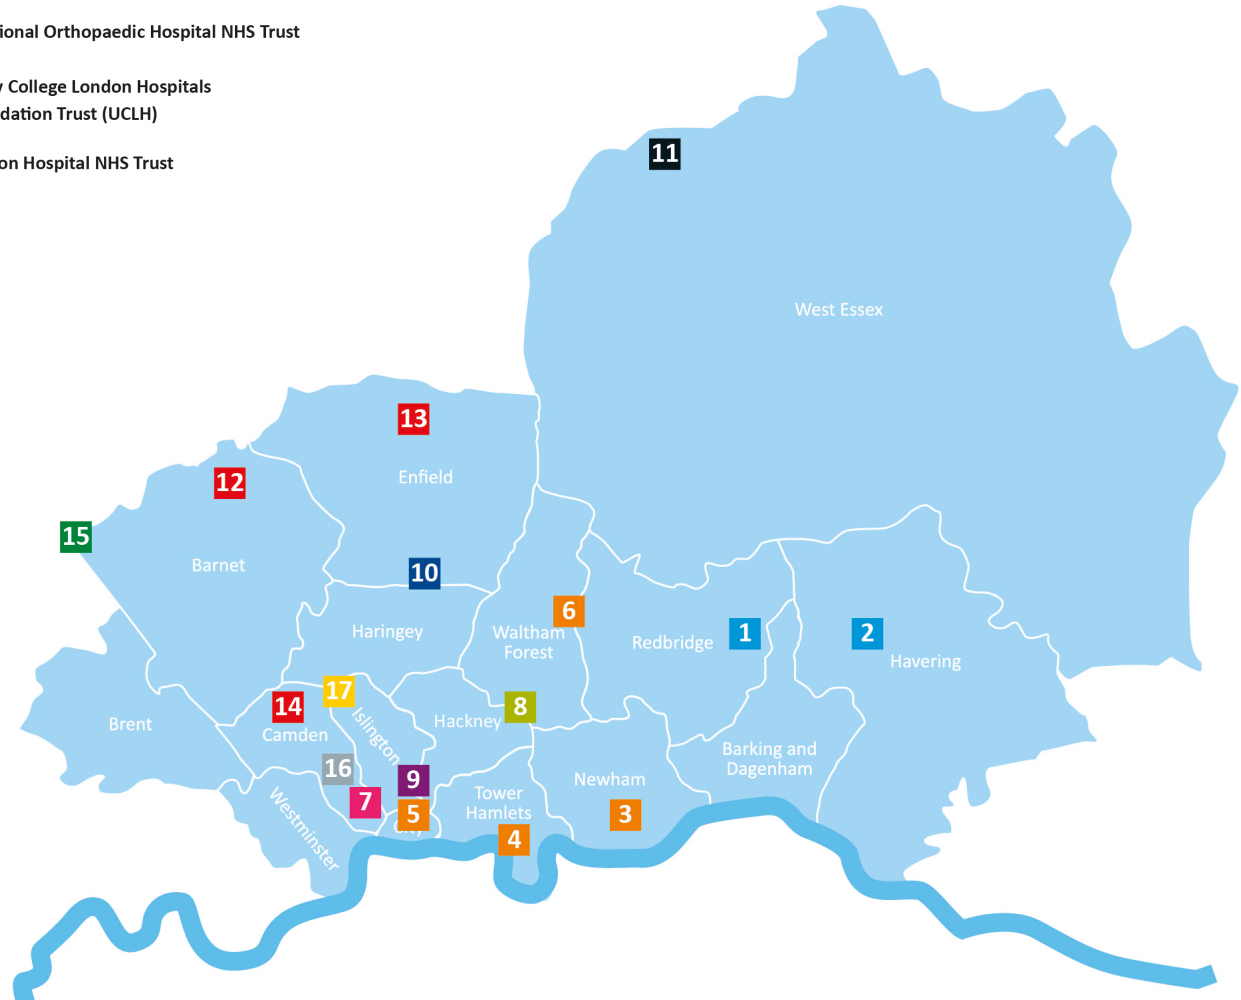 ional Orthopaedic Hospital NHS Trust
y College London Hospitals
dation Trust (UCLH)
on Hospital NHS Trust
11
West Essex
13
Enfield
12
15
Barnet
10
6
Haringey
Waltham
Forest
Redbridge
1
2
Havering
17
14
8
Brent
Camden
Islington
Hackney
16
9
7
5
City
Westminster
Tower
Hamlets
4
Newham
3
Barking and
Dagenham